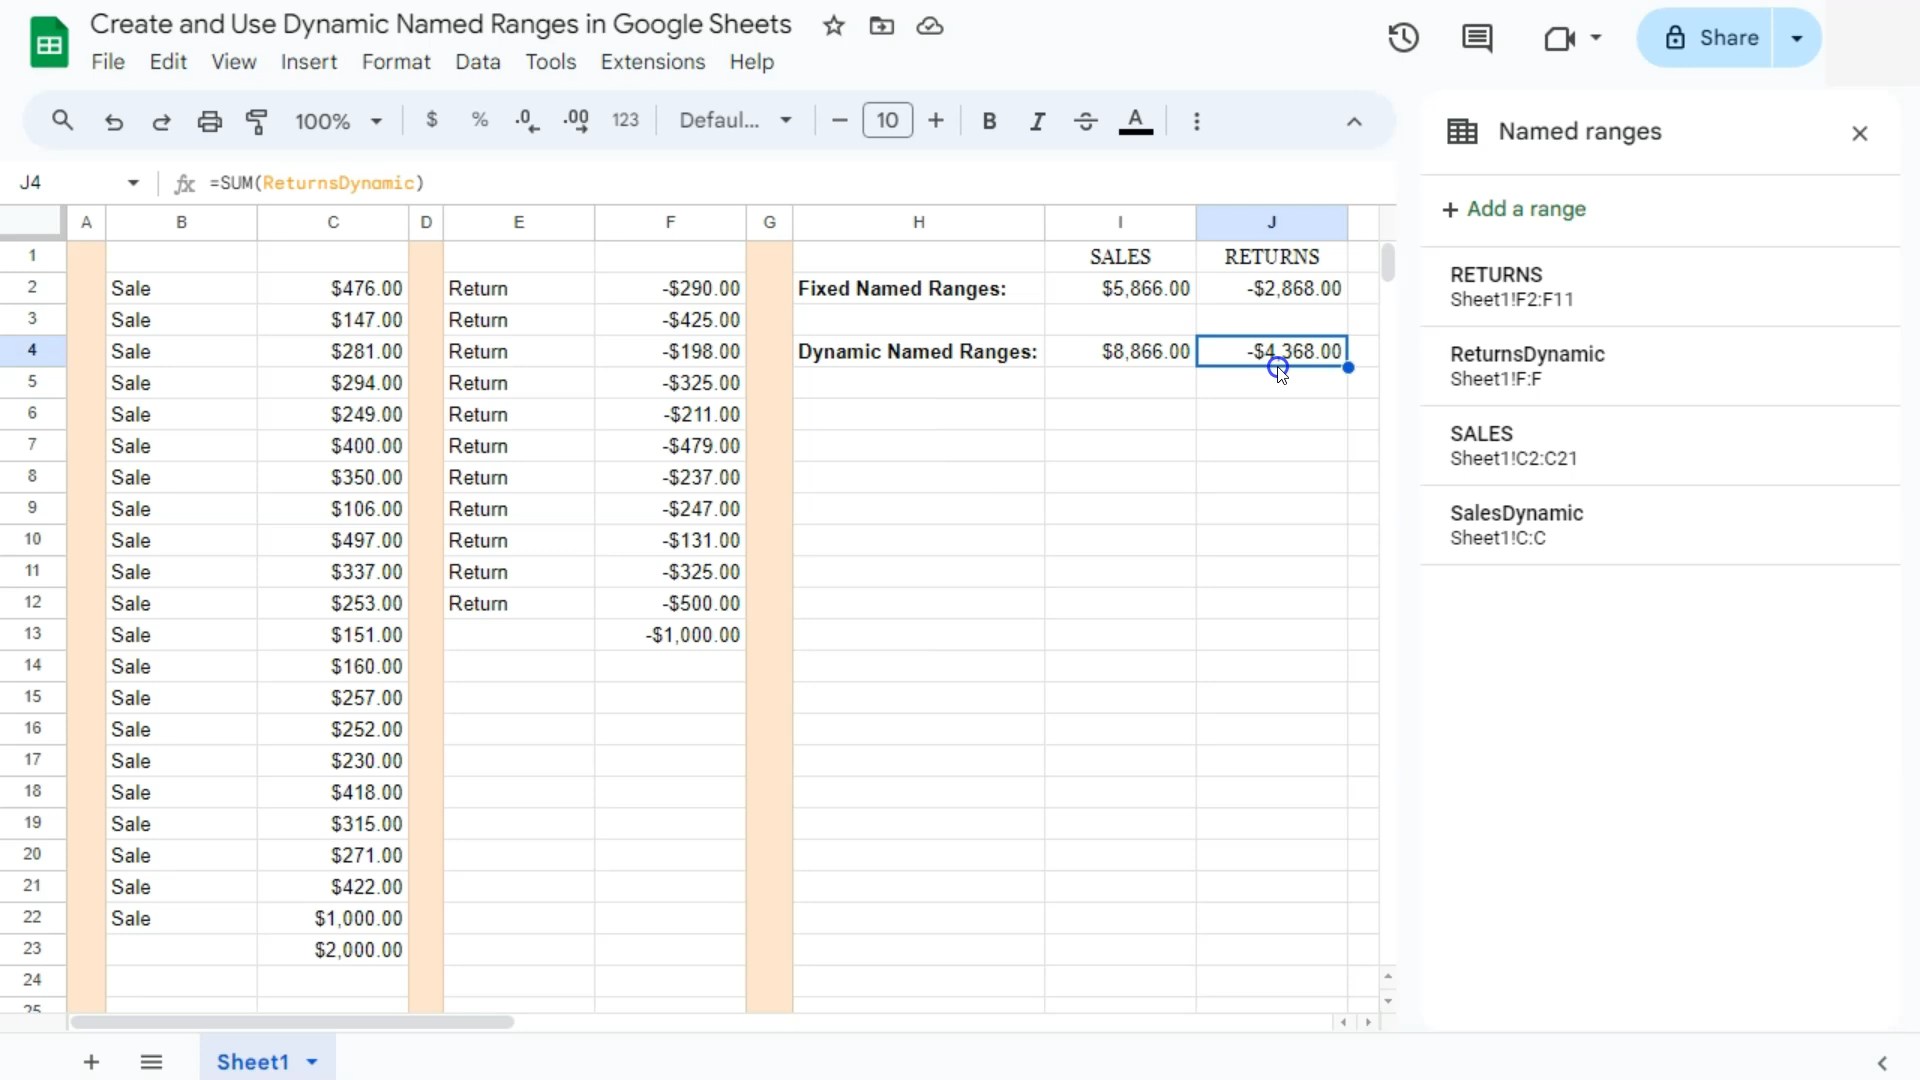 Create and Use Dynamic Named Ranges in Google Sheets
File Edit View Insert Format Data Tools Extensions Help
Share
100% $ % .0 .00 123 Defaul... − 10 + B I S A
Named ranges
+ Add a range
J4 fx =SUM(ReturnsDynamic)
A B C D E F G H I J
1 SALES RETURNS
2 Sale $476.00 Return -$290.00 Fixed Named Ranges: $5,866.00 -$2,868.00
3 Sale $147.00 Return -$425.00
4 Sale $281.00 Return -$198.00 Dynamic Named Ranges: $8,866.00 -$4,368.00
5 Sale $294.00 Return -$325.00
6 Sale $249.00 Return -$211.00
7 Sale $400.00 Return -$479.00
8 Sale $350.00 Return -$237.00
9 Sale $106.00 Return -$247.00
10 Sale $497.00 Return -$131.00
11 Sale $337.00 Return -$325.00
12 Sale $253.00 Return -$500.00
13 Sale $151.00 -$1,000.00
14 Sale $160.00
15 Sale $257.00
16 Sale $252.00
17 Sale $230.00
18 Sale $418.00
19 Sale $315.00
20 Sale $271.00
21 Sale $422.00
22 Sale $1,000.00
23 $2,000.00
24
25
RETURNS
Sheet1!F2:F11
ReturnsDynamic
Sheet1!F:F
SALES
Sheet1!C2:C21
SalesDynamic
Sheet1!C:C
+ Sheet1